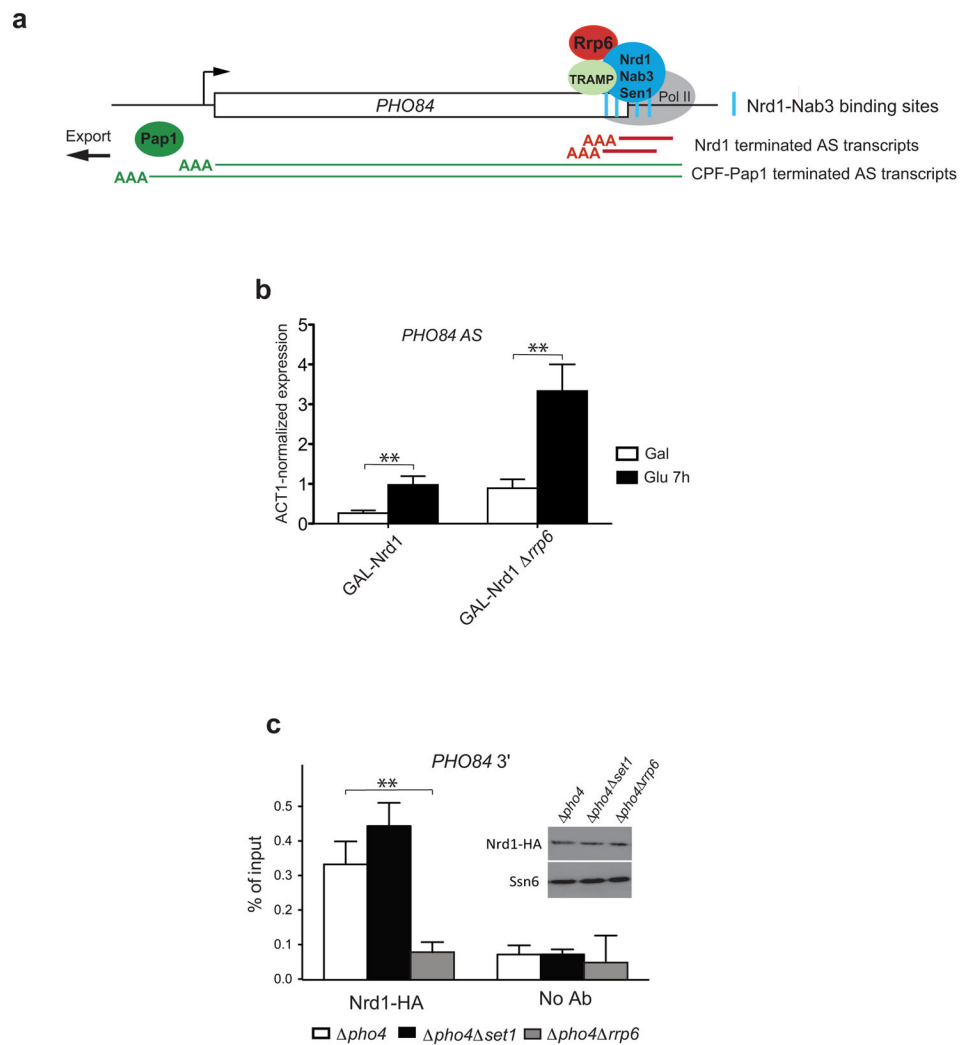 a
Rrp6
TRAMP
Nrd1
Nab3
Sen1
Pol II
PHO84
Nrd1-Nab3 binding sites
Export
Pap1
AAA
AAA
Nrd1 terminated AS transcripts
AAA
AAA
CPF-Pap1 terminated AS transcripts
b
PHO84 AS
ACT1-normalized expression
5
4
3
2
1
0
**
**
Gal
Glu 7h
GAL-Nrd1
GAL-Nrd1 Δrrp6
c
PHO84 3'
% of input
0.5
0.4
0.3
0.2
0.1
0.0
**
Δpho4
Δpho4Δset1
Δpho4Δrrp6
Nrd1-HA
Ssn6
Nrd1-HA
No Ab
Δpho4
Δpho4Δset1
Δpho4Δrrp6